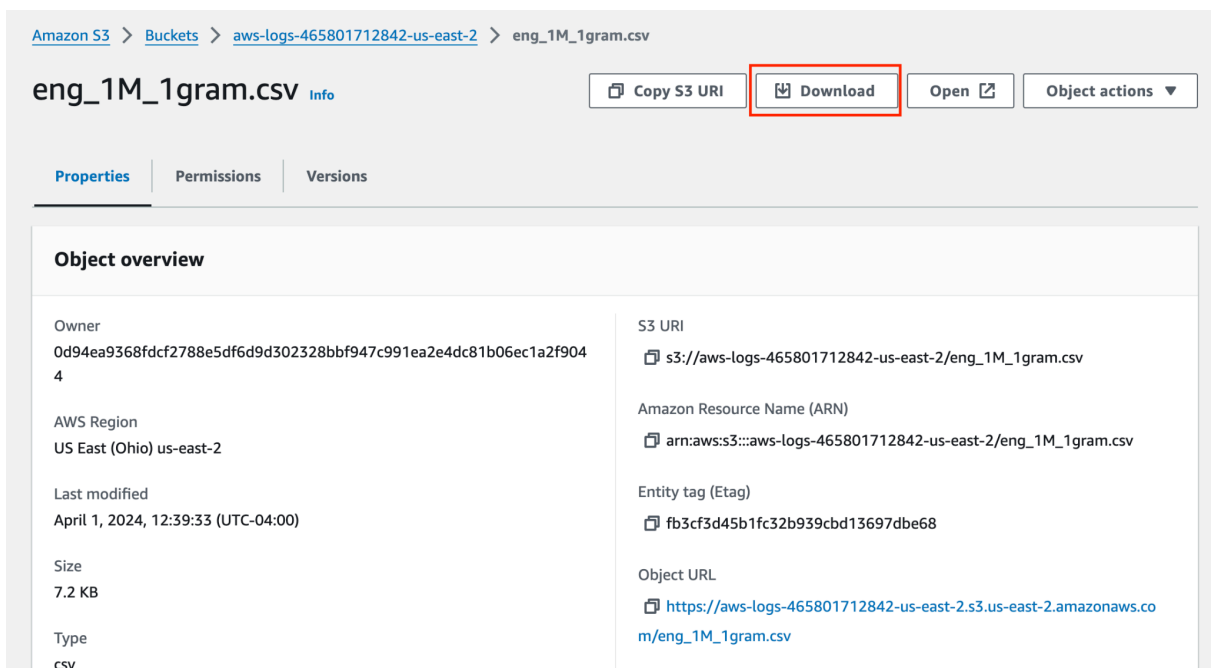 Amazon S3 > Buckets > aws-logs-465801712842-us-east-2 > eng_1M_1gram.csv
eng_1M_1gram.csv Info
Copy S3 URI Download Open Object actions
Properties Permissions Versions
Object overview
Owner
0d94ea9368fdcf2788e5df6d9d302328bbf947c991ea2e4dc81b06ec1a2f904
4
AWS Region
US East (Ohio) us-east-2
Last modified
April 1, 2024, 12:39:33 (UTC-04:00)
Size
7.2 KB
Type
csv
S3 URI
s3://aws-logs-465801712842-us-east-2/eng_1M_1gram.csv
Amazon Resource Name (ARN)
arn:aws:s3:::aws-logs-465801712842-us-east-2/eng_1M_1gram.csv
Entity tag (Etag)
fb3cf3d45b1fc32b939cbd13697dbe68
Object URL
https://aws-logs-465801712842-us-east-2.s3.us-east-2.amazonaws.co
m/eng_1M_1gram.csv